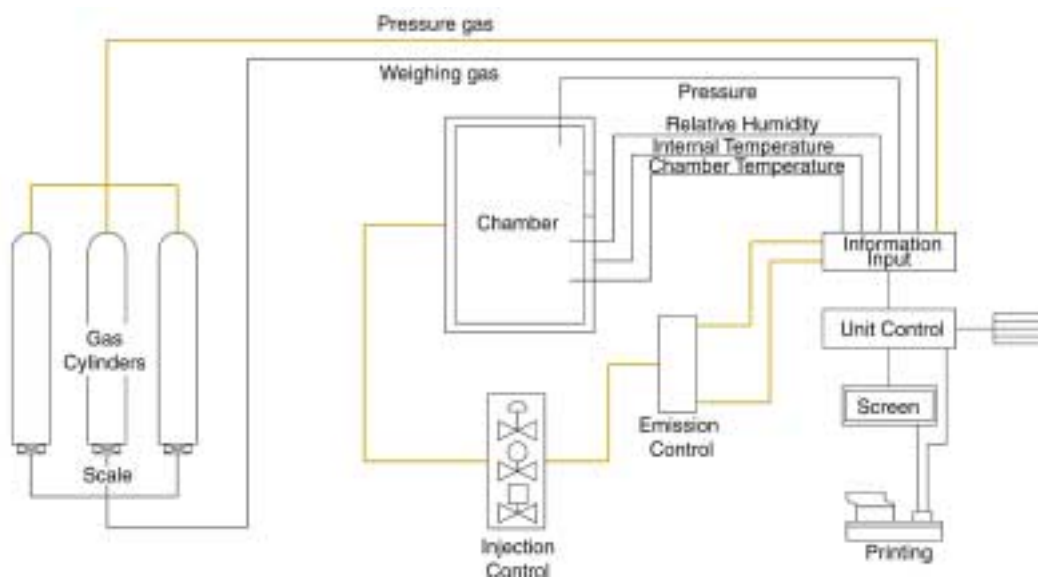 Pressure gas
Weighing gas
Pressure
Relative Humidity
Internal Temperature
Chamber Temperature
Chamber
Information
Input
Gas
Cylinders
Unit Control
Screen
Emission
Control
Scale
Injection
Control
Printing